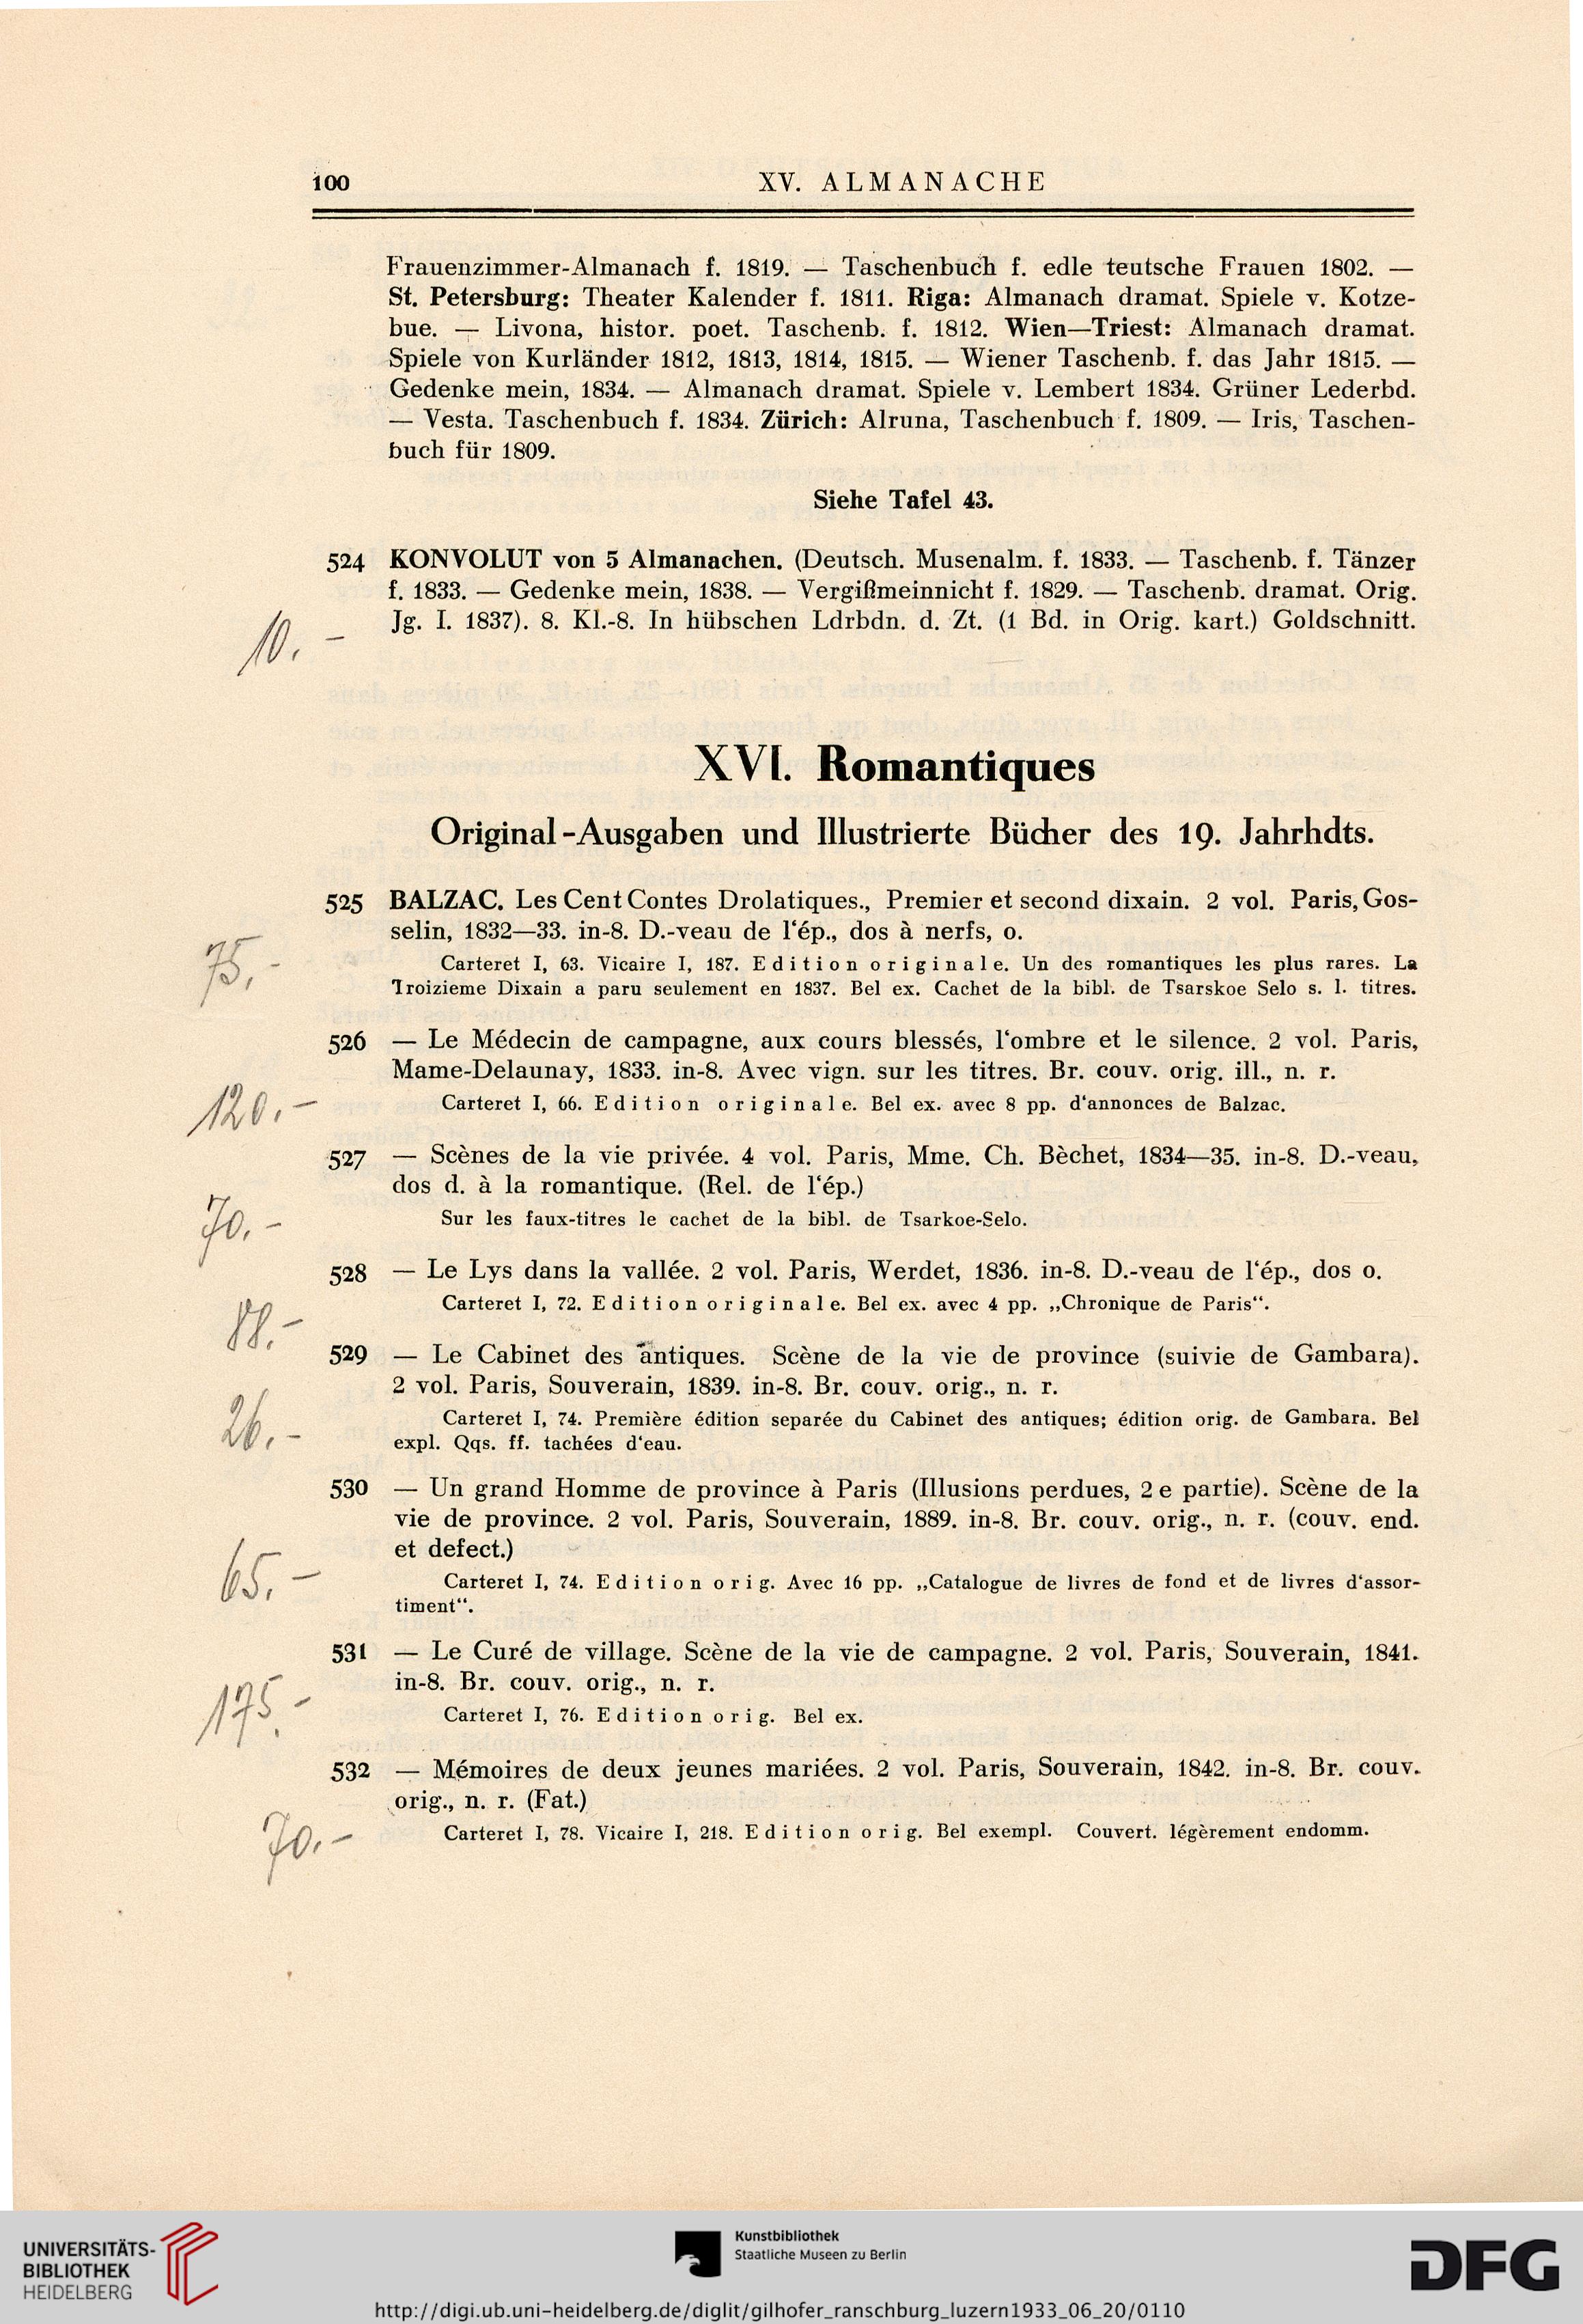 100
XV. ALMANACHE
Frauenzimmer-Almanach f. 1819. — Taschenbuch f. edle teutsche Frauen 1802. —
St. Petersburg: Theater Kalender f. 1811. Riga: Almanach dramat. Spiele v. Kotze-
bue. — Livona, histor. poet. Taschenb. f. 1812. Wien—Triest: Almanach dramat.
Spiele von Kurländer 1812, 1813, 1814, 1815. — Wiener Taschenb. f. das Jahr 1815. —
Gedenke mein, 1834. — Almanach dramat. Spiele v. Lembert 1834. Grüner Lederbd.
— Vesta. Taschenbuch f. 1834. Zürich: Alruna, Taschenbuch f. 1809. — Iris, Taschen-
buch für 1809.
Siehe Tafel 43.
524 KONVOLUT von 5 Almanachen. (Deutsch. Musenalm. f. 1833. — Taschenb. f. Tänzer
f. 1833. — Gedenke mein, 1838. — Vergißmeinnicht f. 1829. — Taschenb. dramat. Orig.
Jg. I. 1837). 8. Kl.-8. In hübschen Ldrbdn. d. Zt. (1 Bd. in Orig. kart.) Goldschnitt.
10.-
XVI. Romantiques
Original-Ausgaben und Illustrierte Bücher des 19. Jahrhdts.
525 BALZAC. Les Cent Contes Drolatiques., Premier et second dixain. 2 vol. Paris, Gos-
selin, 1832—33. in-8. D.-veau de l'ép., dos à nerfs, o.
75.-
Carteret I, 63. Vicaire I, 187. Edition originale. Un des romantiques les plus rares. La
Troizieme Dixain a paru seulement en 1837. Bel ex. Cachet de la bibl. de Tsarskoe Selo s. l. titres.
526 — Le Médecin de campagne, aux cours blessés, l'ombre et le silence. 2 vol. Paris,
Mame-Delaunay, 1833. in-8. Avec vign. sur les titres. Br. couv. orig. ill., n. r.
120.-
Carteret I, 66. Edition originale. Bel ex. avec 8 pp. d'annonces de Balzac.
527 — Scènes de la vie privée. 4 vol. Paris, Mme. Ch. Bèchet, 1834—35. in-8. D.-veau,
dos d. à la romantique. (Rel. de l'ép.)
70.-
Sur les faux-titres le cachet de la bibl. de Tsarkoe-Selo.
528 — Le Lys dans la vallée. 2 vol. Paris, Werdet, 1836. in-8. D.-veau de l'ép., dos o.
88.-
Carteret I, 72. Edition originale. Bel ex. avec 4 pp. „Chronique de Paris“.
529 — Le Cabinet des antiques. Scène de la vie de province (suivie de Gambara).
2 vol. Paris, Souverain, 1839. in-8. Br. couv. orig., n. r.
26.-
Carteret I, 74. Première édition separée du Cabinet des antiques; édition orig. de Gambara. Bel
expl. Qqs. ff. tachées d'eau.
530 — Un grand Homme de province à Paris (Illusions perdues, 2 e partie). Scène de la
vie de province. 2 vol. Paris, Souverain, 1889. in-8. Br. couv. orig., n. r. (couv. end.
et defect.)
65.-
Carteret I, 74. Edition orig. Avec 16 pp. „Catalogue de livres de fond et de livres d'assor-
timent“.
531 — Le Curé de village. Scène de la vie de campagne. 2 vol. Paris, Souverain, 1841.
in-8. Br. couv. orig., n. r.
175.-
Carteret I, 76. Edition orig. Bel ex.
532 — Mémoires de deux jeunes mariées. 2 vol. Paris, Souverain, 1842. in-8. Br. couv.
orig., n. r. (Fat.)
70.-
Carteret I, 78. Vicaire I, 218. Edition orig. Bel exempl. Couvert. légèrement endomm.
UNIVERSITÄTS-
BIBLIOTHEK
HEIDELBERG
Kunstbibliothek
Staatliche Museen zu Berlin
DFG
http://digi.ub.uni-heidelberg.de/diglit/gilhofer_ranschburg_luzern1933_06_20/0110